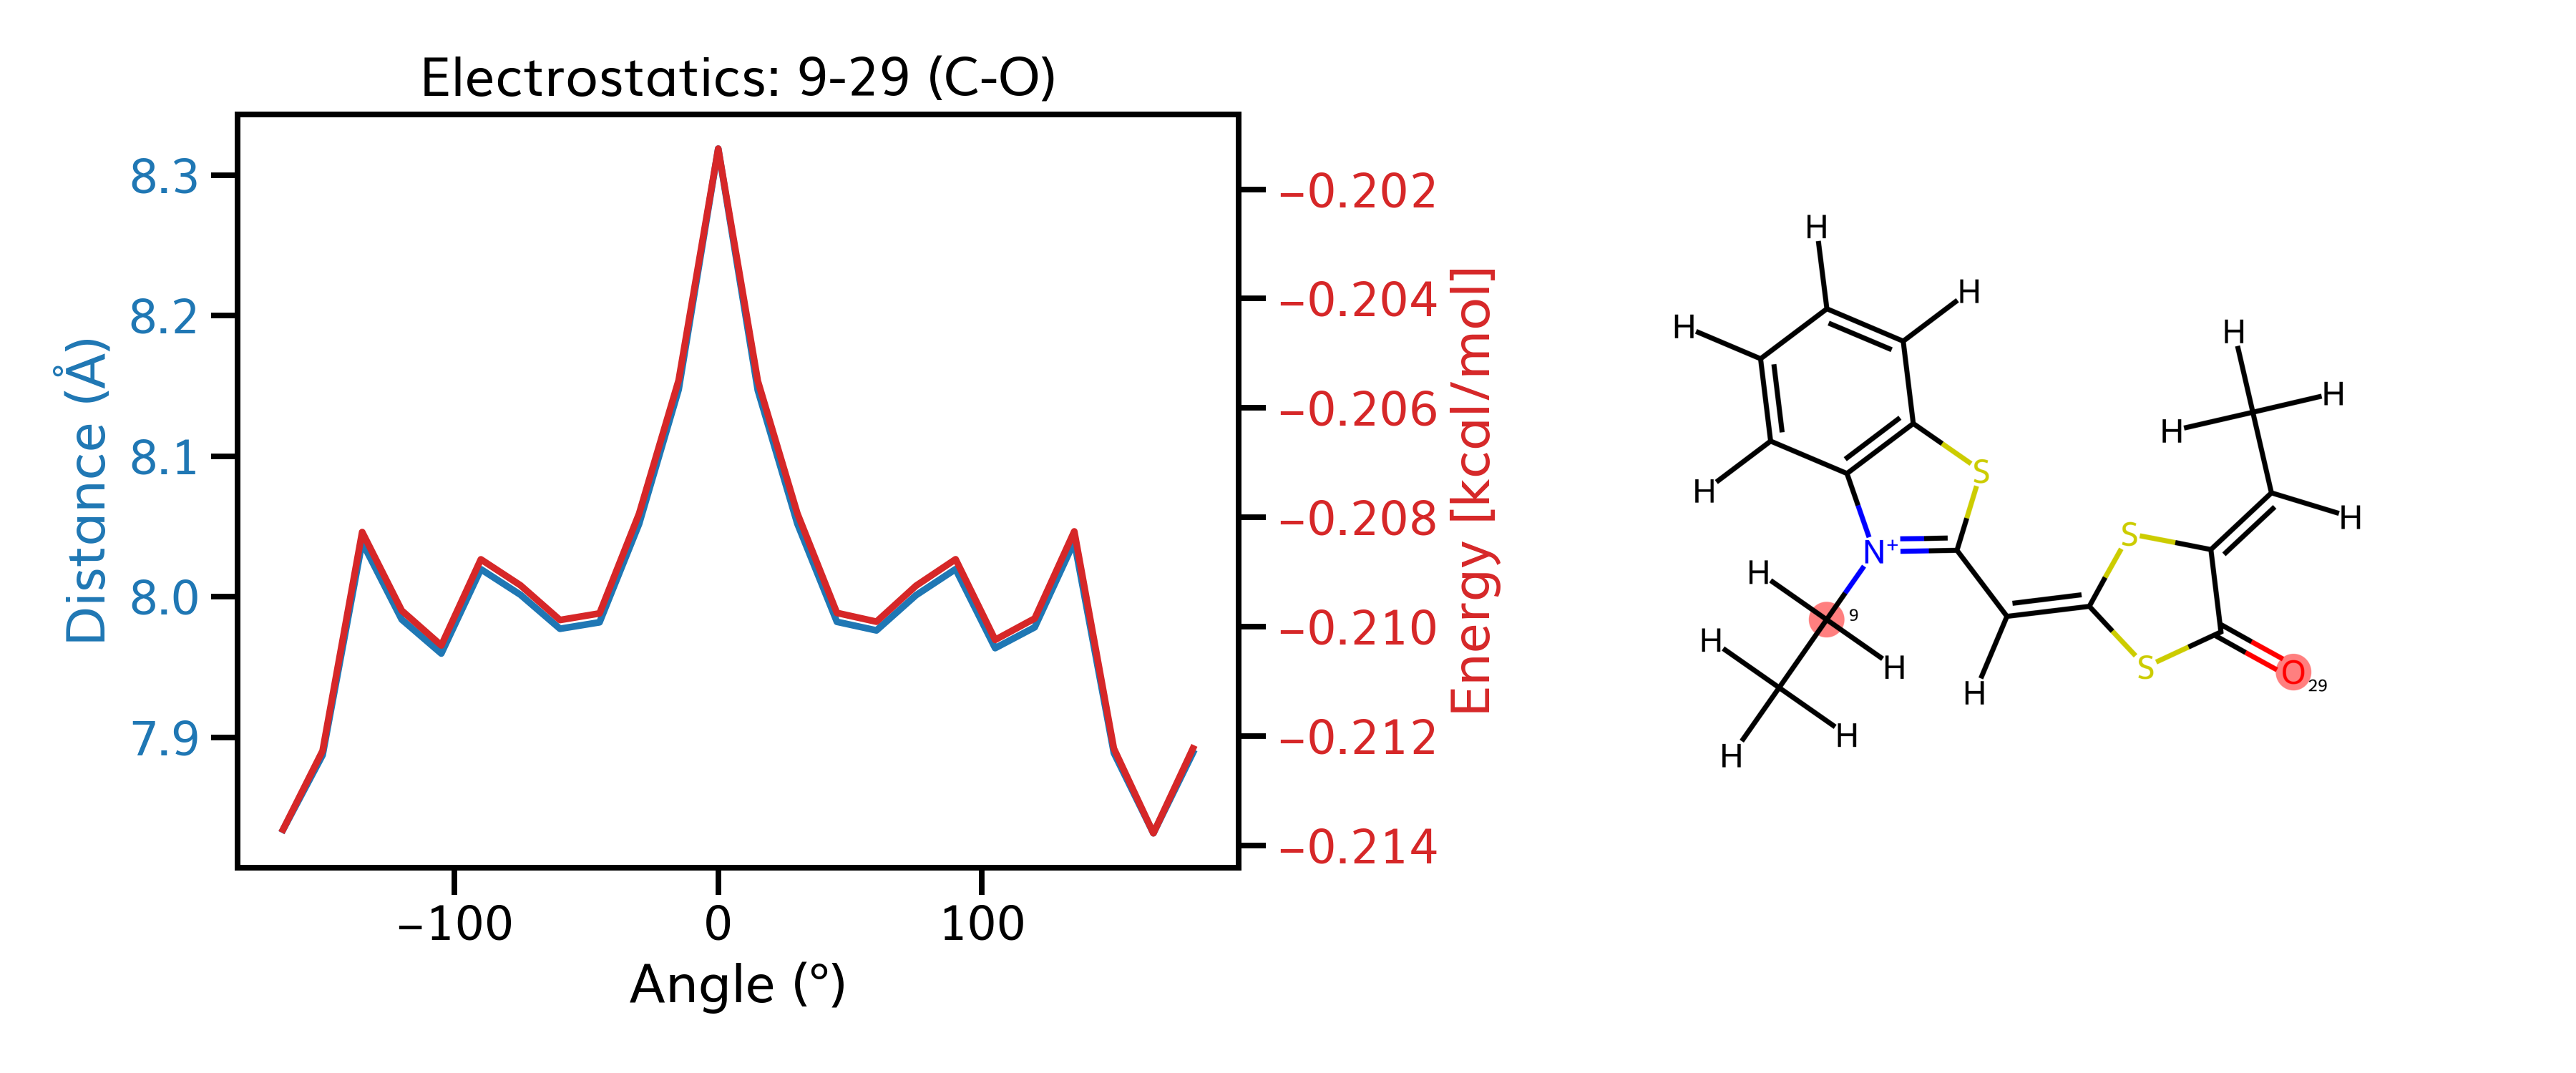 Electrostatics: 9-29 (C-O)
Distance (Å)
8.3
8.2
8.1
8.0
7.9
−100
0
100
Angle (°)
−0.202
−0.204
−0.206
−0.208
−0.210
−0.212
−0.214
Energy [kcal/mol]
H
H
H
H
S
N+
H
9
H
H
H
H
H
S
S
H
H
H
H
O
29